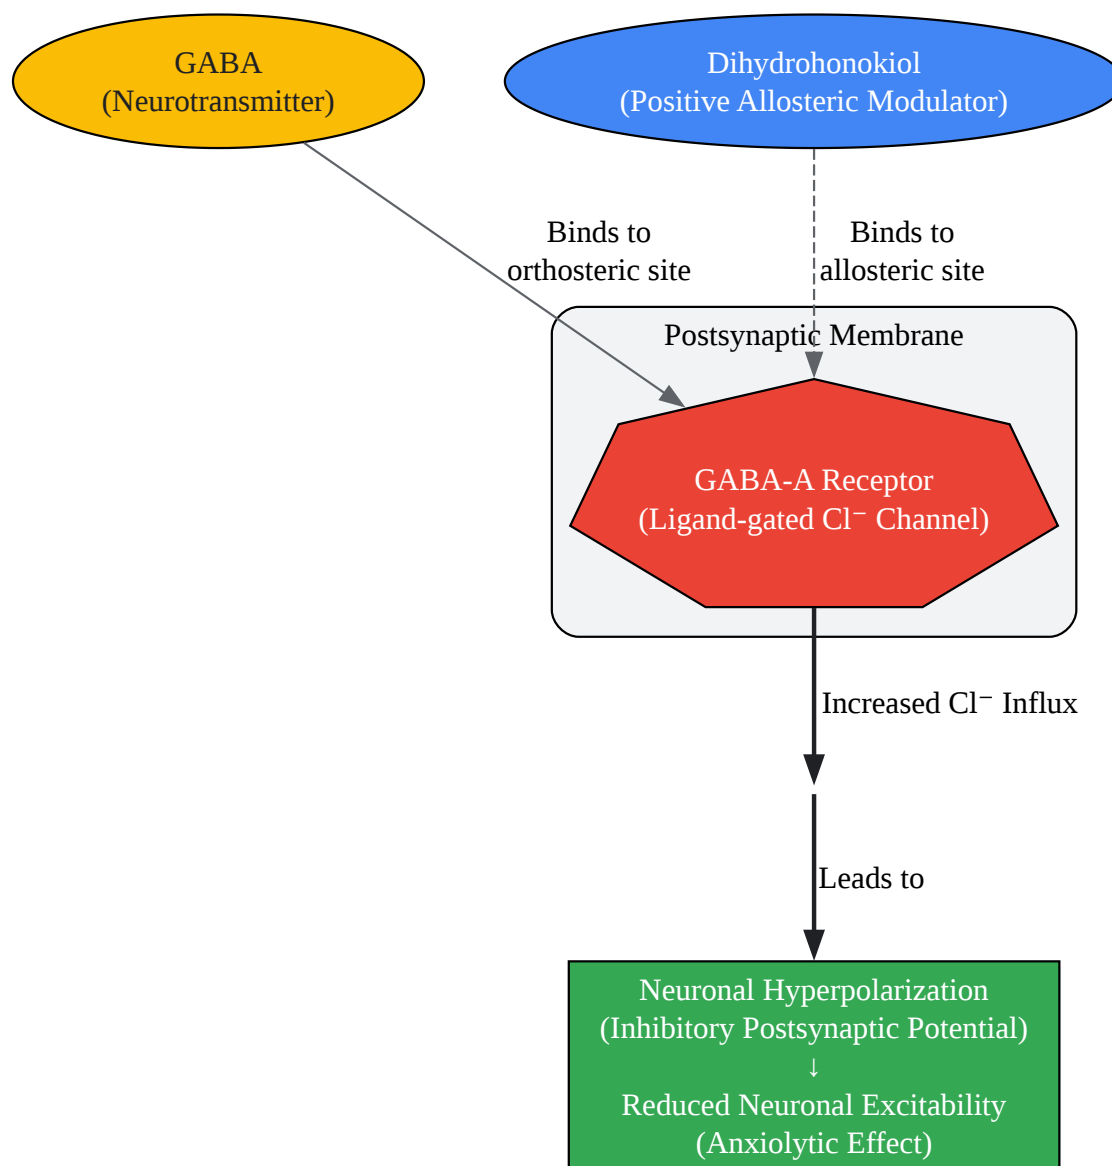 GABA
(Neurotransmitter)
Dihydrohonokiol
(Positive Allosteric Modulator)
Binds to
orthosteric site
Binds to
allosteric site
Postsynaptic Membrane
GABA-A Receptor
(Ligand-gated Cl⁻ Channel)
Increased Cl⁻ Influx
Leads to
Neuronal Hyperpolarization
(Inhibitory Postsynaptic Potential)
↓
Reduced Neuronal Excitability
(Anxiolytic Effect)